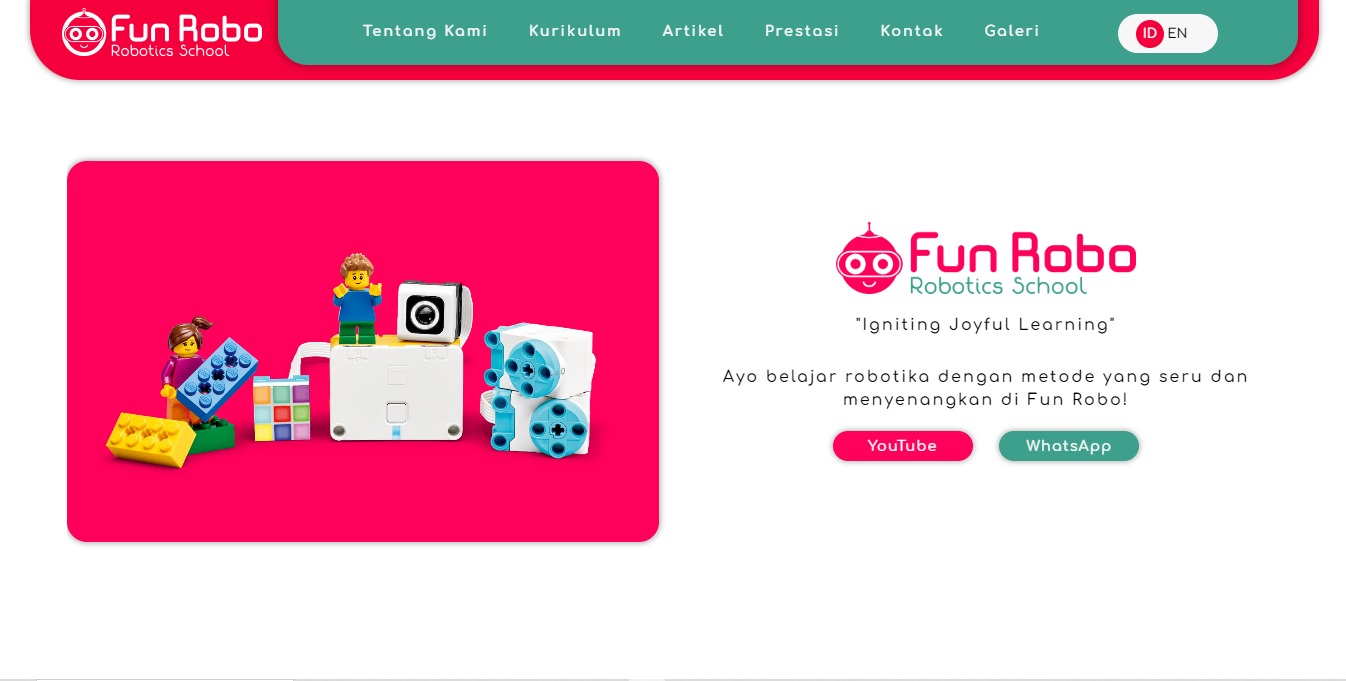 Fun Robo
Robotics School
Tentang Kami
Kurikulum
Artikel
Prestasi
Kontak
Galeri
ID EN
Fun Robo
Robotics School
"Igniting Joyful Learning"
Ayo belajar robotika dengan metode yang seru dan
menyenangkan di Fun Robo!
YouTube
WhatsApp